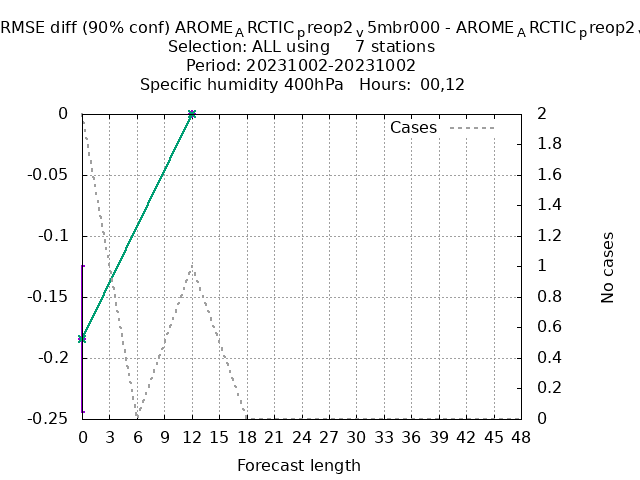 RMSE diff (90% conf) AROME_ARCTIC_preop2_v5mbr000 - AROME_ARCTIC_preop2
Selection: ALL using 7 stations
Period: 20231002-20231002
Specific humidity 400hPa Hours: 00,12
Cases
0
-0.05
-0.1
-0.15
-0.2
-0.25
2
1.8
1.6
1.4
1.2
1
0.8
0.6
0.4
0.2
0
No cases
0 3 6 9 12 15 18 21 24 27 30 33 36 39 42 45 48
Forecast length